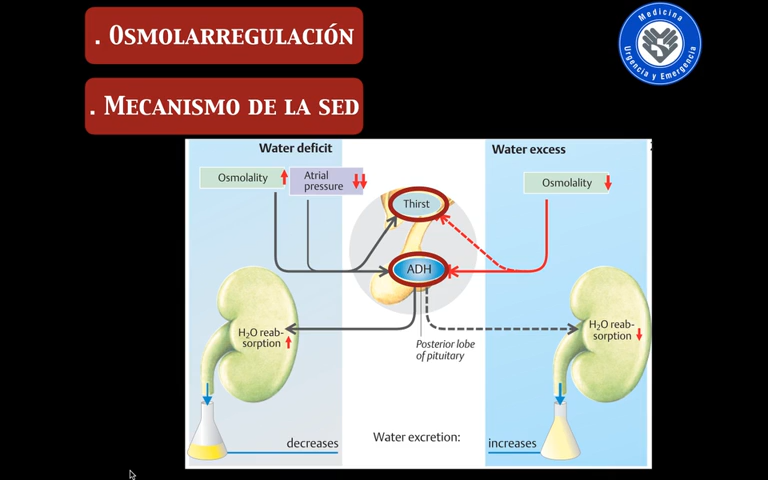 . Osmolarregulación
. Mecanismo de la sed
Medicina
Urgencia y Emergencia
Water deficit
Water excess
Osmolality
Atrial
pressure
Thirst
Osmolality
ADH
H₂O reab-
sorption
H₂O reab-
sorption
Posterior lobe
of pituitary
decreases
Water excretion:
increases